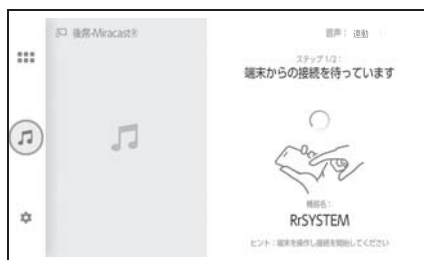 後席-Miracast®
音声： 連動
ステップ1/2：
端末からの接続を待っています
機器名：
RrSYSTEM
ヒント：端末を操作し接続を開始してください